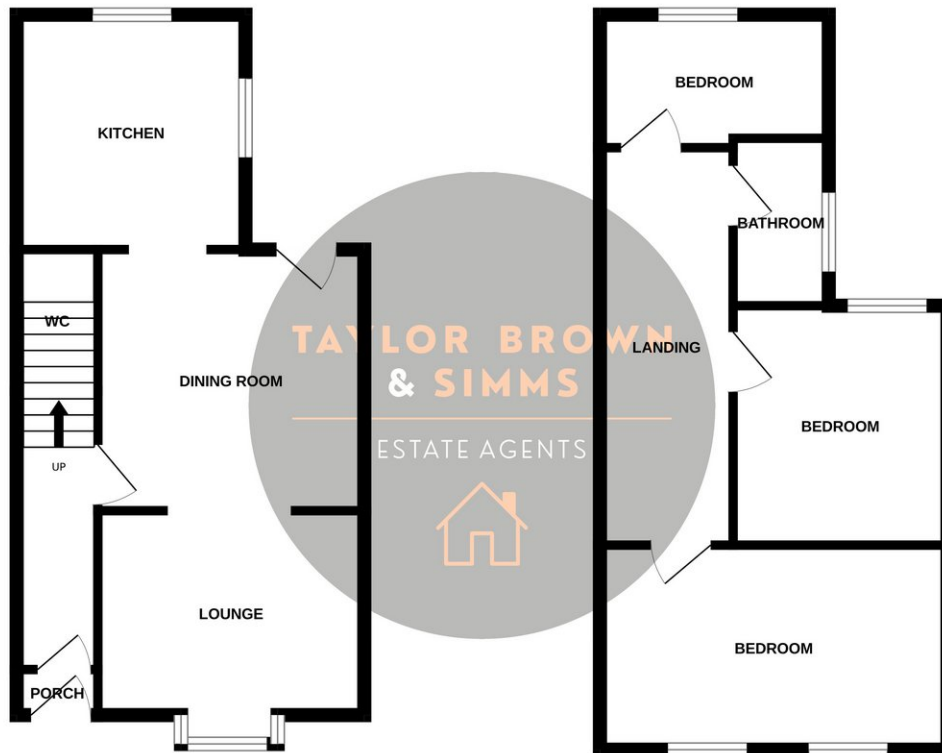 KITCHEN
WC
DINING ROOM
UP
LOUNGE
PORCH
TAYLOR BROWN
& SIMMS
ESTATE AGENTS
BEDROOM
BATHROOM
LANDING
BEDROOM
BEDROOM